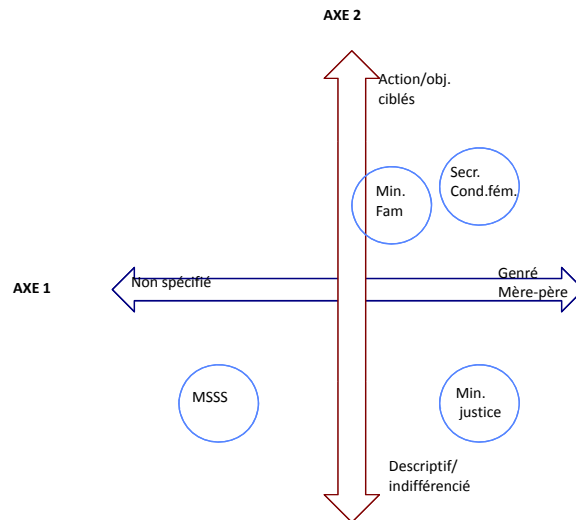 AXE 2
Action/obj.
ciblés
Secr.
Cond.fém.
Min.
Fam
Non spécifié
Genré
Mère-père
AXE 1
MSSS
Min.
justice
Descriptif/
indifférencié